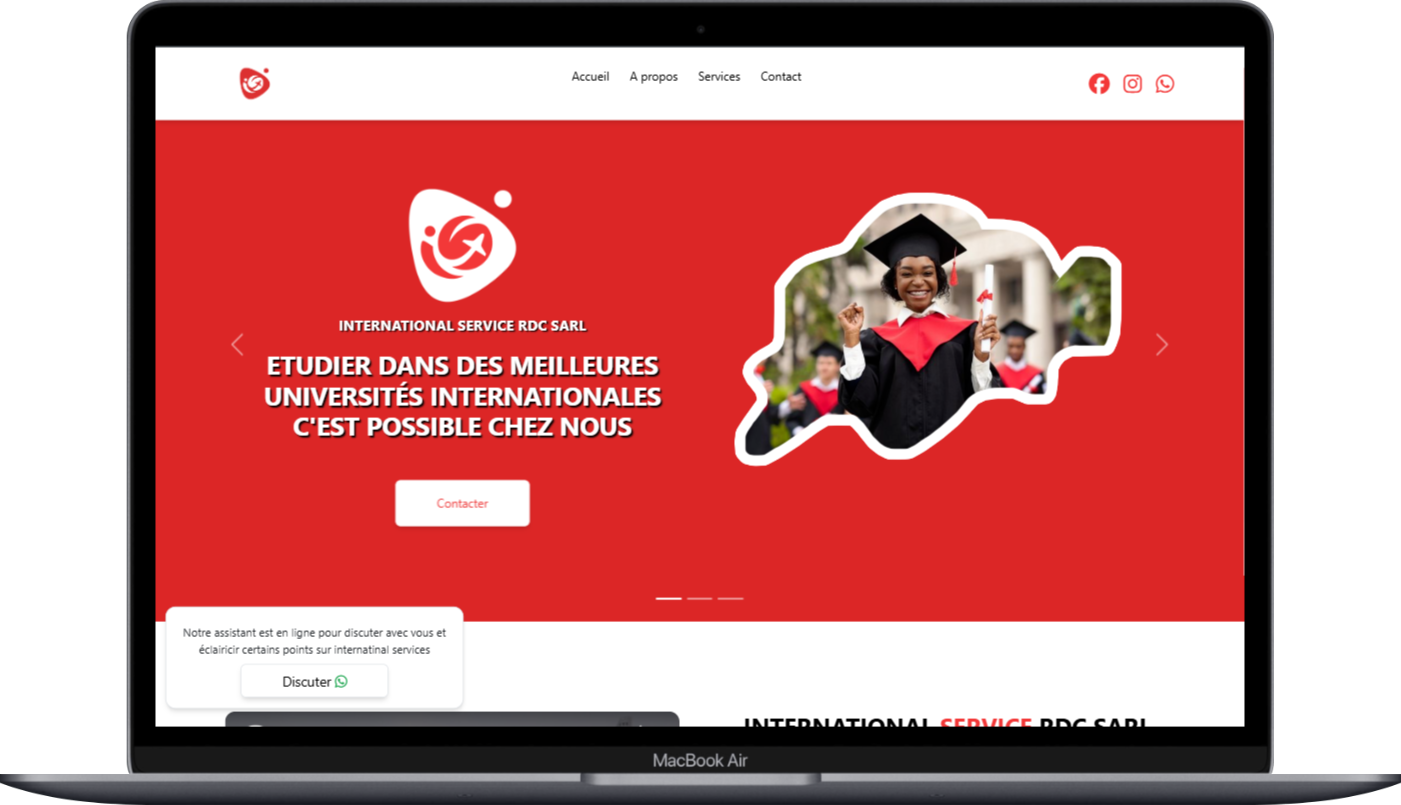 Accueil A propos Services Contact
INTERNATIONAL SERVICE RDC SARL
ETUDIER DANS DES MEILLEURES
UNIVERSITÉS INTERNATIONALES
C'EST POSSIBLE CHEZ NOUS
Contacter
Notre assistant est en ligne pour discuter avec vous et
éclairicir certains points sur internatinal services
Discuter
INTERNATIONAL SERVICE RDC SARL
MacBook Air